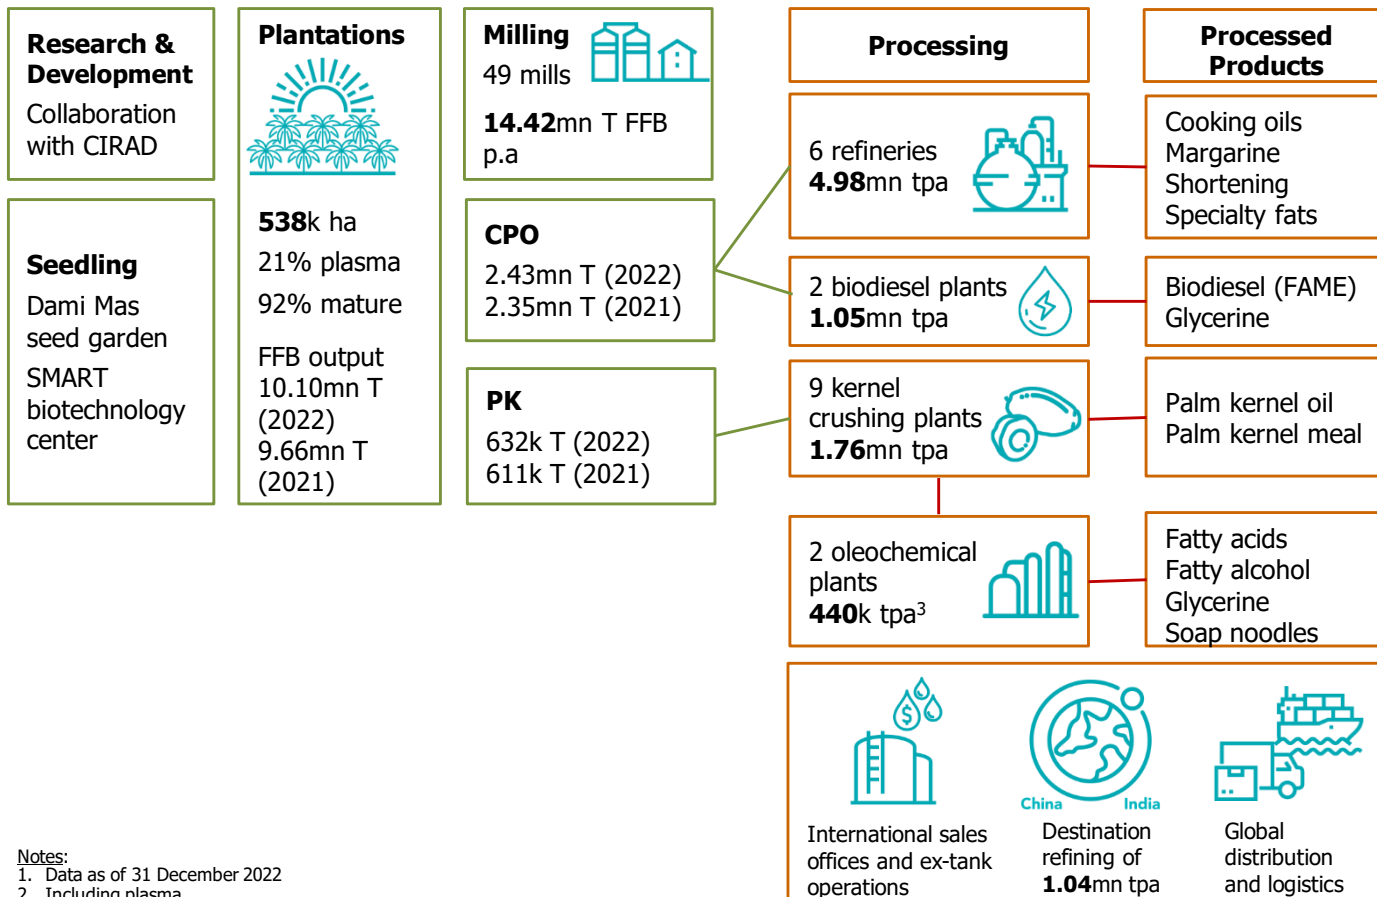 Research &
Development
Collaboration
with CIRAD
Seedling
Dami Mas
seed garden
SMART
biotechnology
center
Plantations
538k ha
21% plasma
92% mature
FFB output
10.10mn T
(2022)
9.66mn T
(2021)
Milling
49 mills
14.42mn T FFB
p.a
CPO
2.43mn T (2022)
2.35mn T (2021)
PK
632k T (2022)
611k T (2021)
Processing
6 refineries
4.98mn tpa
2 biodiesel plants
1.05mn tpa
9 kernel
crushing plants
1.76mn tpa
2 oleochemical
plants
440k tpa³
Processed
Products
Cooking oils
Margarine
Shortening
Specialty fats
Biodiesel (FAME)
Glycerine
Palm kernel oil
Palm kernel meal
Fatty acids
Fatty alcohol
Glycerine
Soap noodles
$
International sales
offices and ex-tank
operations
China India
Destination
refining of
1.04mn tpa
Global
distribution
and logistics
Notes:
1. Data as of 31 December 2022
2. Including plasma